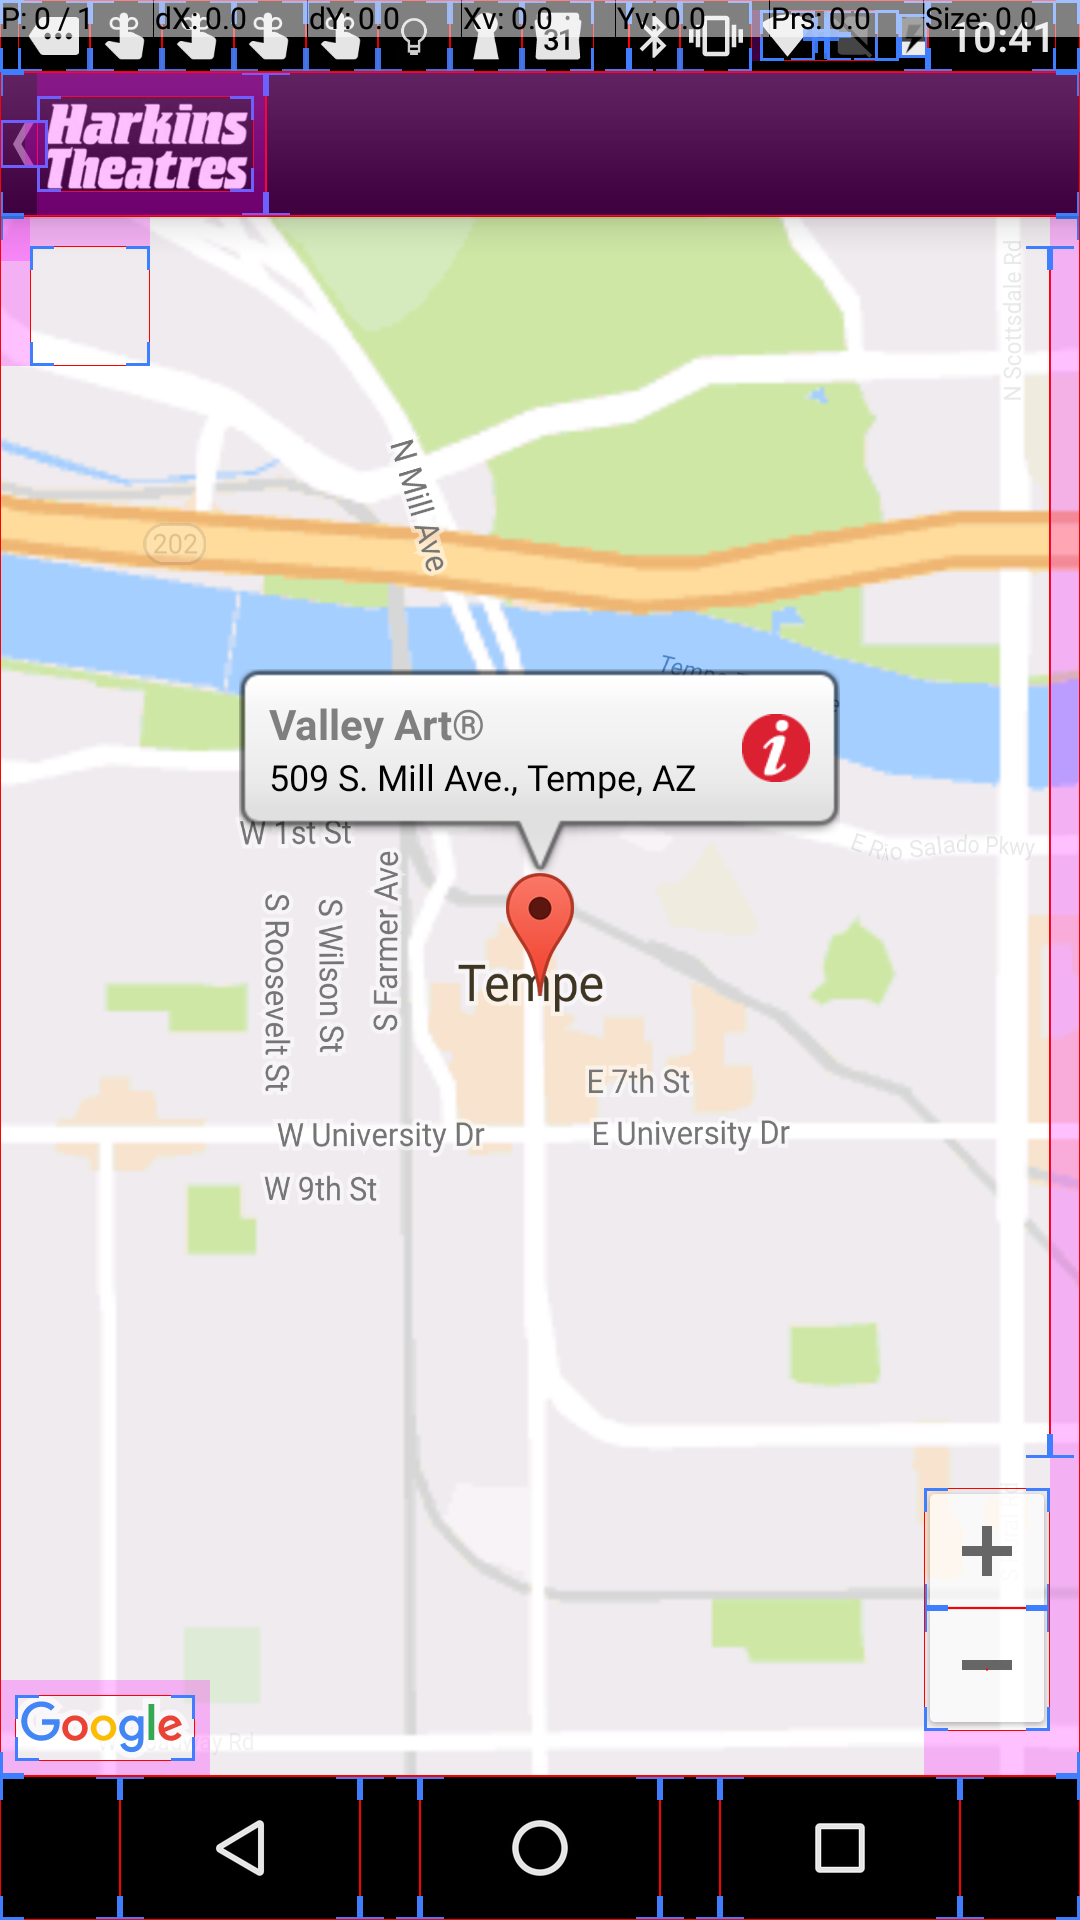 P: 0 / 1 dX: 0.0 dY: 0.0 Xv: 0.0 Yv: 0.0 Prs: 0.0 Size: 0.0
31 10:41
Harkins
Theatres
N Scottsdale Rd
N Mill Ave
202
Valley Art®
509 S. Mill Ave., Tempe, AZ
W 1st St
E Rio Salado Pkwy
S Roosevelt St
S Wilson St
S Farmer Ave
Tempe
E 7th St
W University Dr
E University Dr
W 9th St
Google